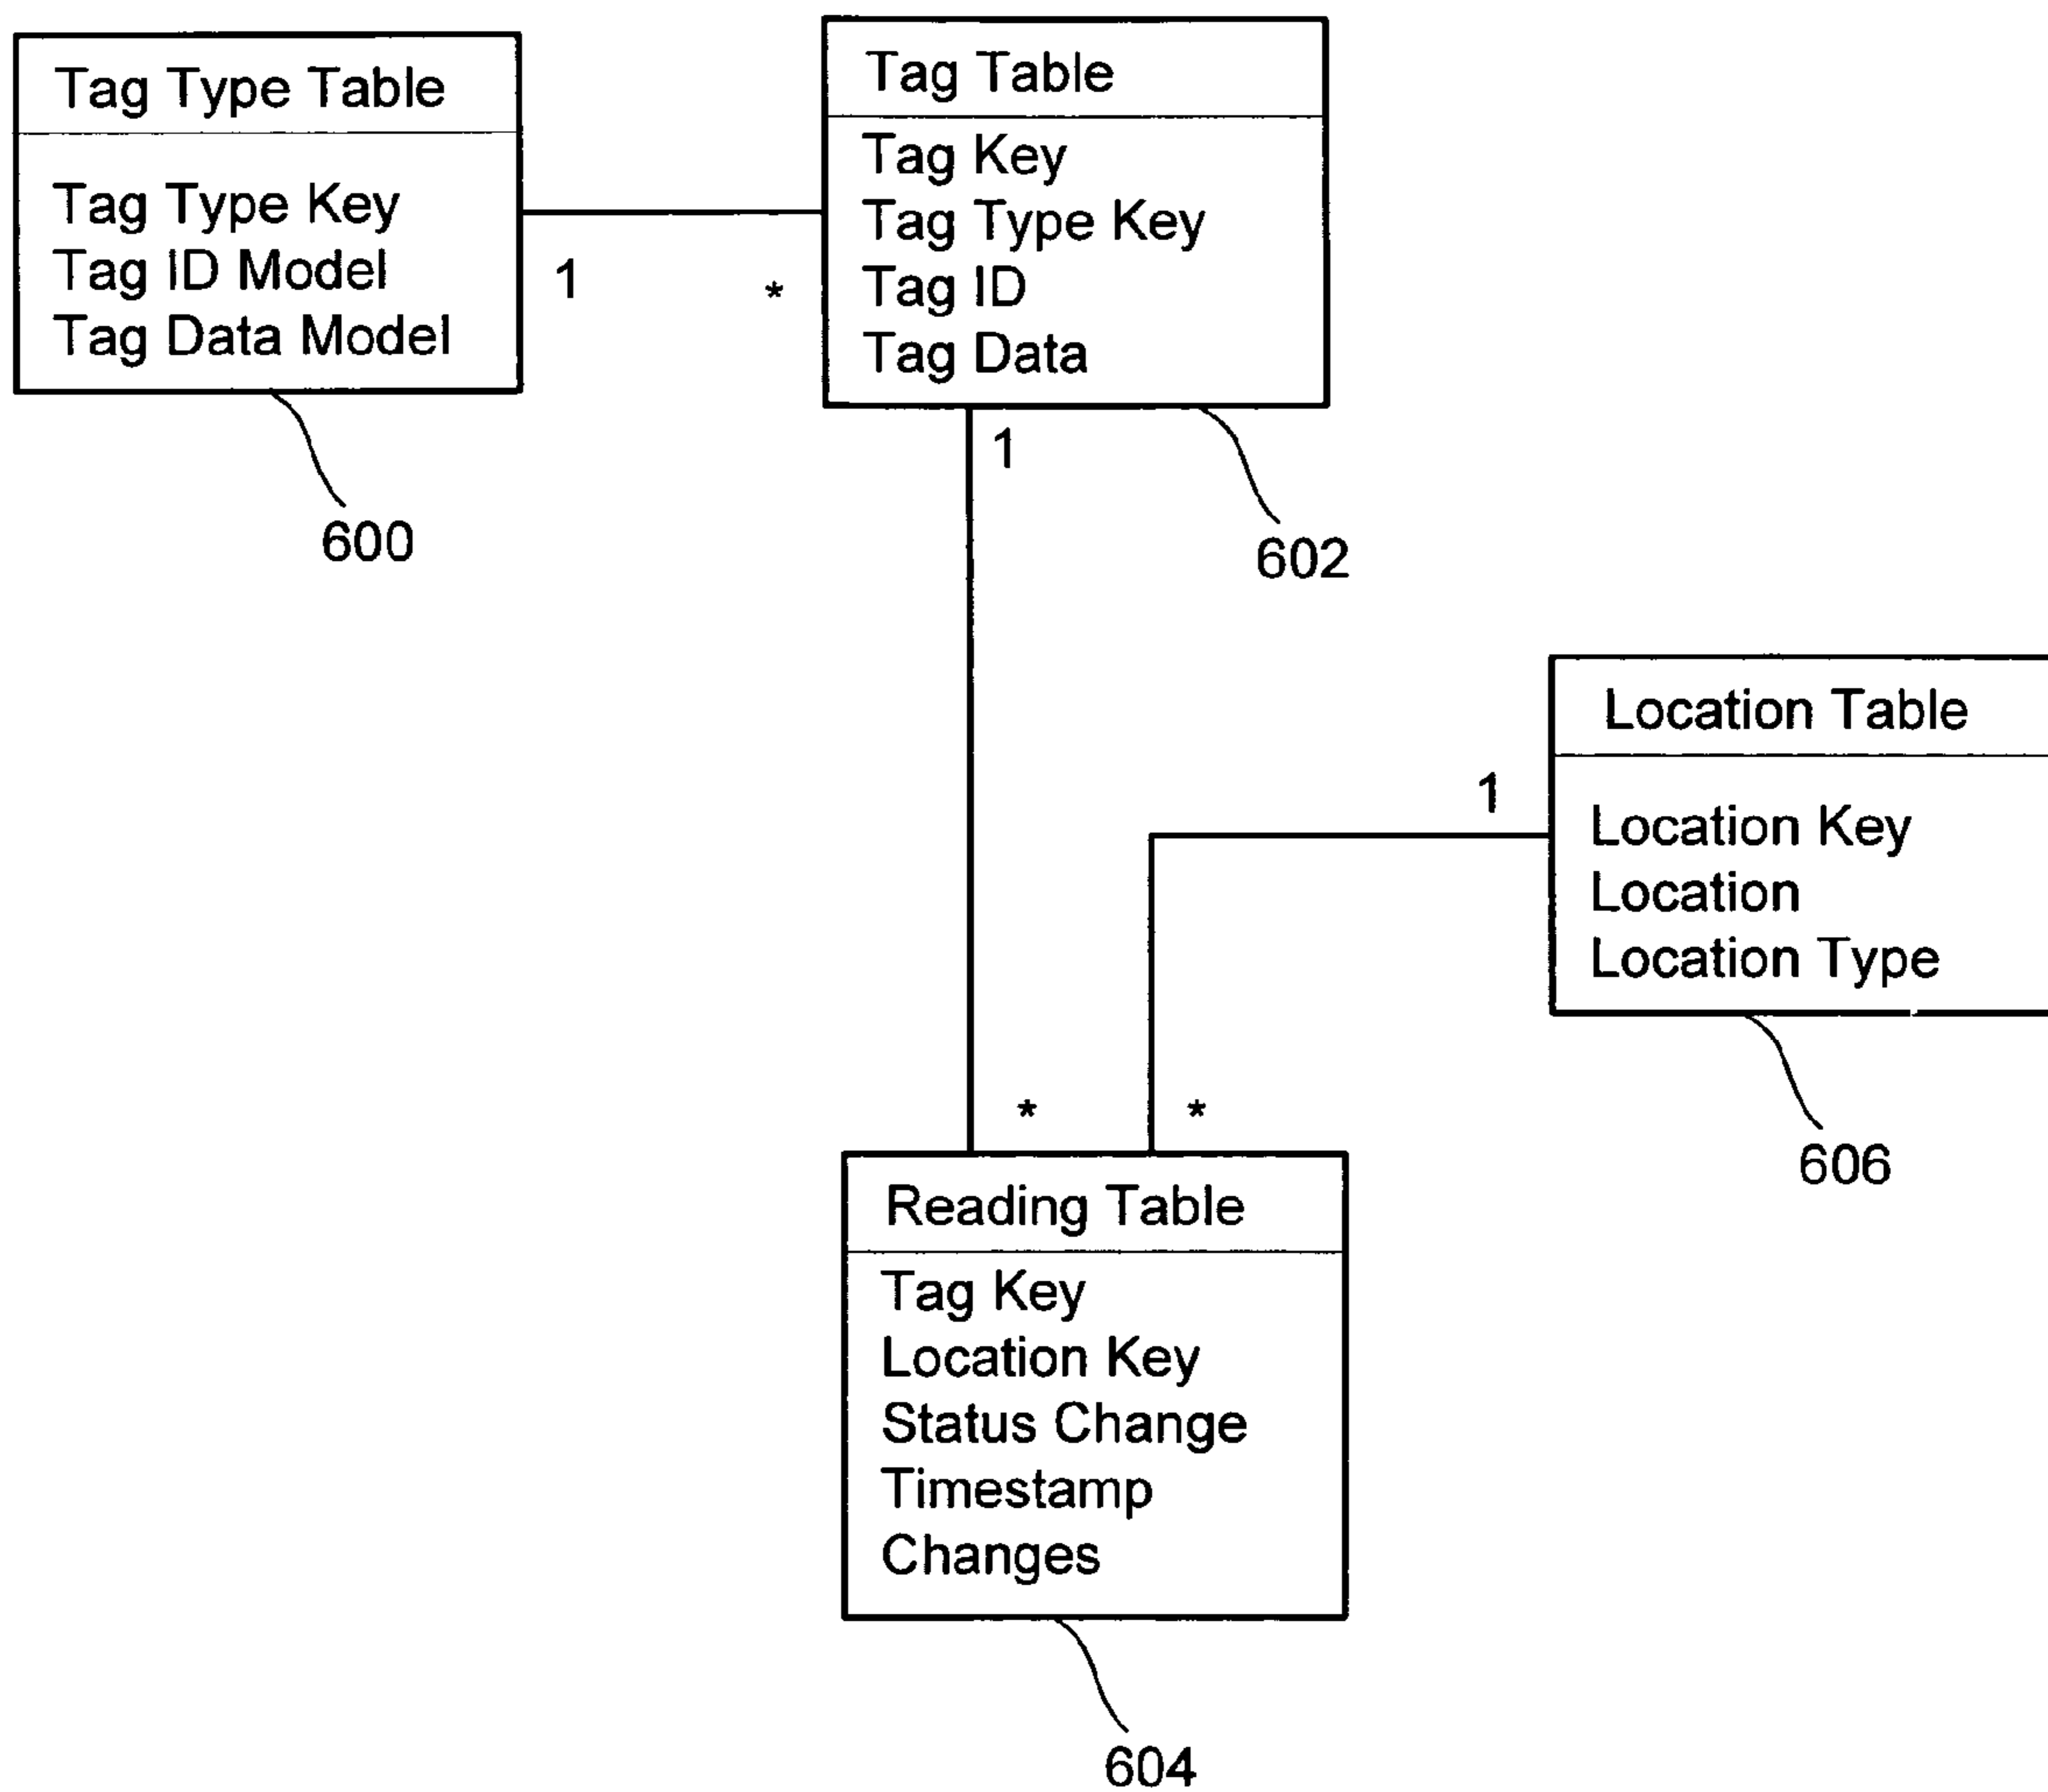 Tag Type Table
Tag Type Key
Tag ID Model
Tag Data Model
1
*
600
Tag Table
Tag Key
Tag Type Key
Tag ID
Tag Data
1
602
Location Table
Location Key
Location
Location Type
1
606
*
*
Reading Table
Tag Key
Location Key
Status Change
Timestamp
Changes
604